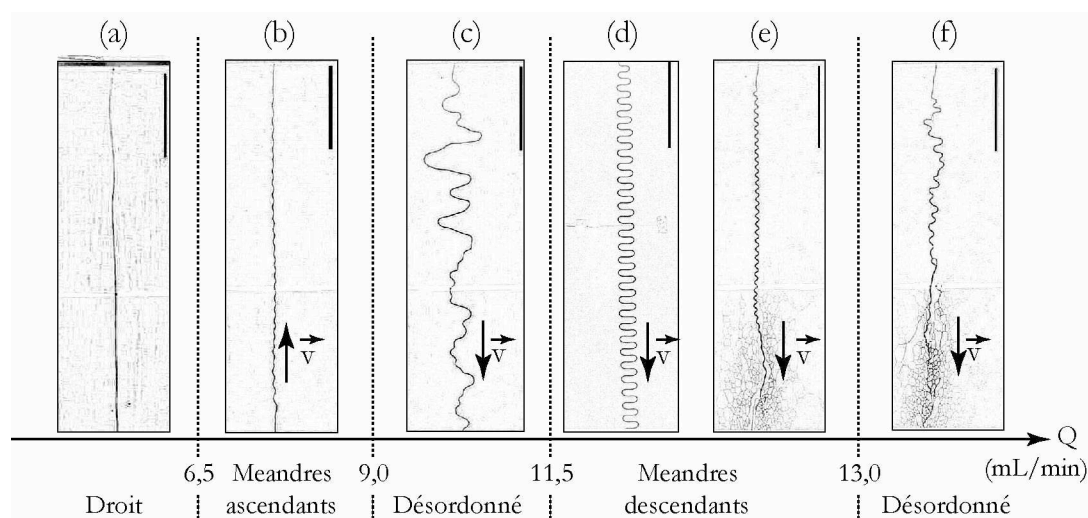 (a) (b) (c) (d) (e) (f)
v v v v v
Q
6,5 Meandres 9,0 11,5 Meandres 13,0 (mL/min)
Droit ascendants Désordonné descendants Désordonné